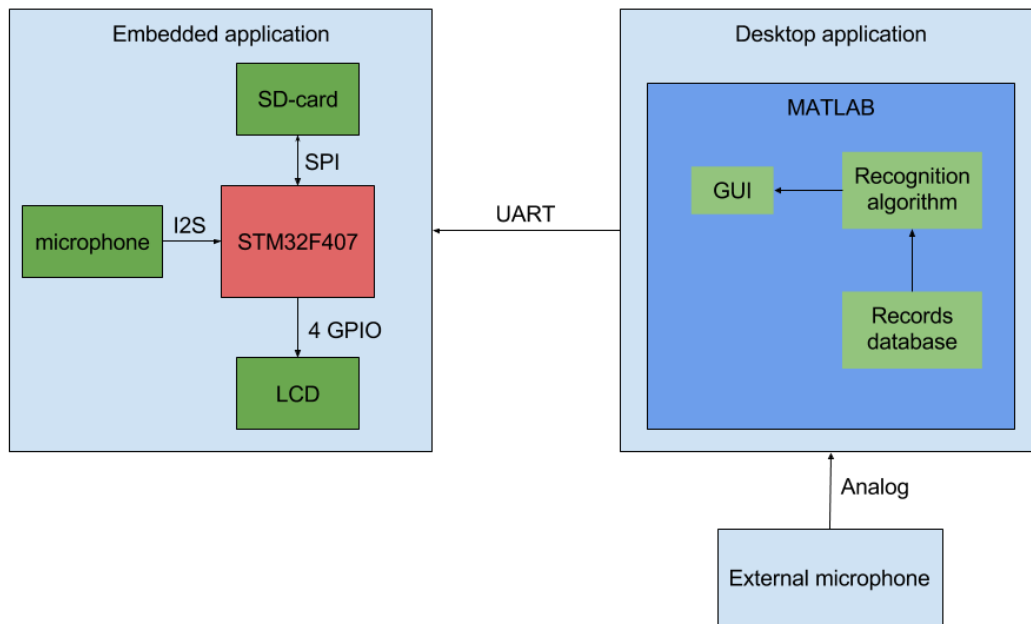 Embedded application
SD-card
SPI
microphone
I2S
STM32F407
4 GPIO
LCD
UART
Desktop application
MATLAB
GUI
Recognition
algorithm
Records
database
Analog
External microphone